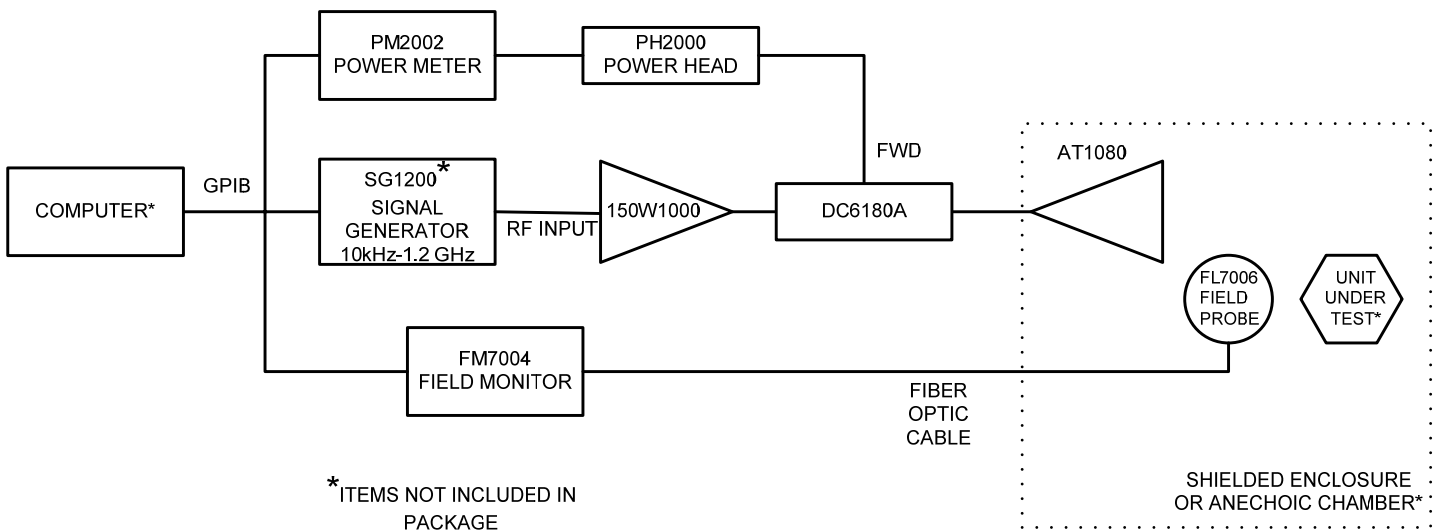 PM2002
POWER METER
PH2000
POWER HEAD
FWD
AT1080
COMPUTER*
GPIB
SG1200*
SIGNAL
GENERATOR
10kHz-1.2 GHz
RF INPUT
150W1000
DC6180A
FL7006
FIELD
PROBE
UNIT
UNDER
TEST*
FM7004
FIELD MONITOR
FIBER
OPTIC
CABLE
*ITEMS NOT INCLUDED IN
PACKAGE
SHIELDED ENCLOSURE
OR ANECHOIC CHAMBER*